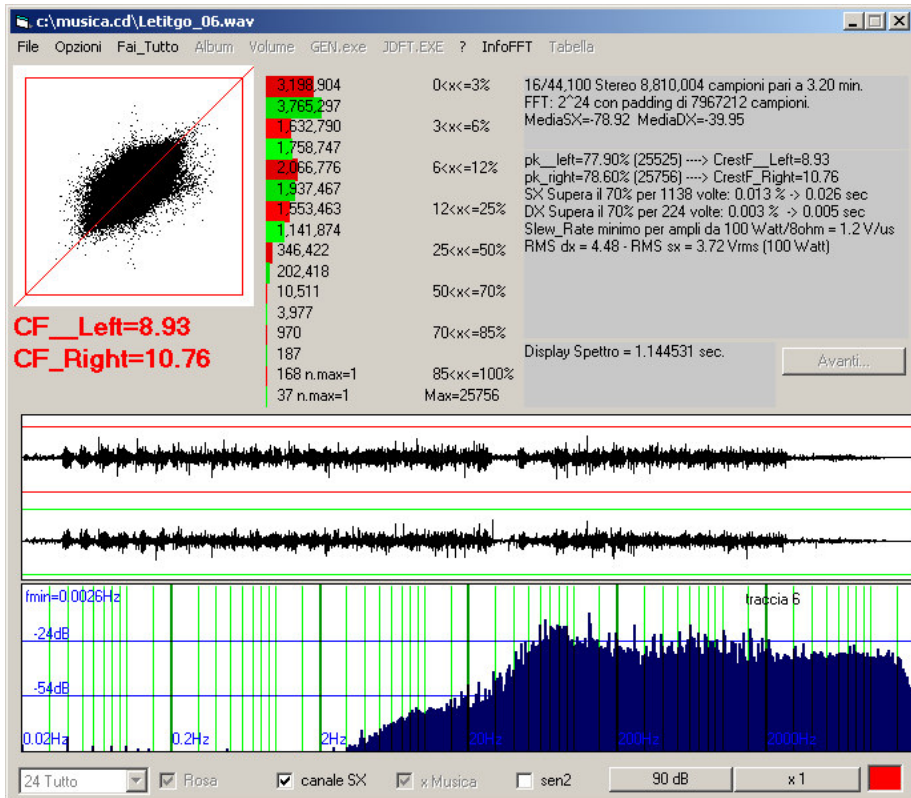 c:\musica.cd\Letitgo_06.wav
File Opzioni Fai_Tutto Album Volume GEN.exe JDFT.EXE ? InfoFFT Tabella
3,198,904 0<x<=3%
3,765,297
1,632,790 3<x<=6%
1,758,747
2,066,776 6<x<=12%
1,937,467
1,553,463 12<x<=25%
1,141,874
346,422 25<x<=50%
202,418
10,511 50<x<=70%
3,977
970 70<x<=85%
187
168 n.max=1 85<x<=100%
37 n.max=1 Max=25756
CF__Left=8.93
CF_Right=10.76
16/44,100 Stereo 8,810,004 campioni pari a 3.20 min.
FFT: 2^24 con padding di 7967212 campioni.
MediaSX=-78.92 MediaDX=-39.95
pk__left=77.90% (25525) ----> CrestF__Left=8.93
pk_right=78.60% (25756) ----> CrestF_Right=10.76
SX Supera il 70% per 1138 volte: 0.013 % -> 0.026 sec
DX Supera il 70% per 224 volte: 0.003 % -> 0.005 sec
Slew_Rate minimo per ampli da 100 Watt/8ohm = 1.2 V/us
RMS dx = 4.48 - RMS sx = 3.72 Vrms (100 Watt)
Display Spettro = 1.144531 sec.
Avanti...
fmin=0.0026Hz traccia 6
-24dB
-54dB
0.02Hz 0.2Hz 2Hz 20Hz 200Hz 2000Hz
24 Tutto Rosa canale SX x Musica sen2 90 dB x 1